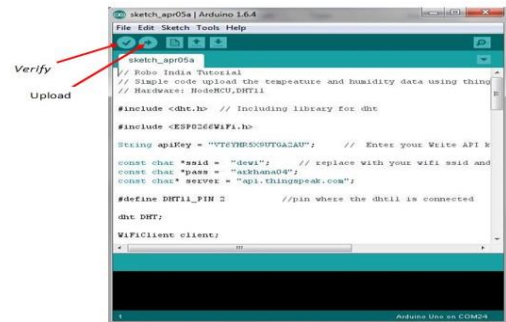 sketch_apr05a | Arduino 1.6.4
File Edit Sketch Tools Help
Verify
Upload
sketch_apr05a
// Robo India Tutorial
// Simple code upload the tempeature and humidity data using thing
// Hardware: NodeMCU,DHT11
#include <dht.h>  // Including library for dht
#include <ESP8266WiFi.h>
String apiKey =    //  Enter your Write API k
const char *ssid =  "dewi";    // replace with your wifi ssid and
const char *pass =  "arkhana04";
const char* server = "api.thingspeak.com";
#define DHT11_PIN 2    //pin where the dht11 is connected
dht DHT;
WiFiClient client;
1
Arduino Uno on COM24